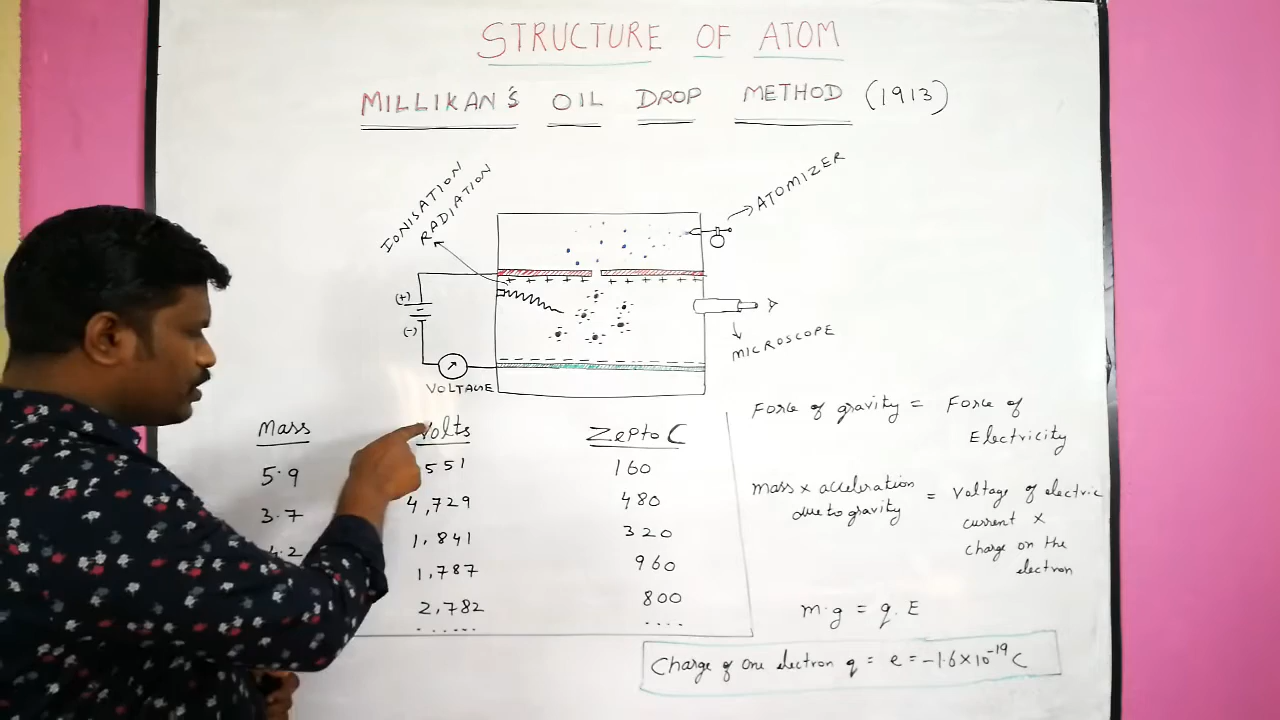 STRUCTURE OF ATOM
MILLIKAN'S OIL DROP METHOD (1913)
IONISATION
RADIATION
ATOMIZER
(+)
(-)
VOLTAGE
MICROSCOPE
Mass Volts Zepto C
5.9 551 160
3.7 4,729 480
4.2 1.841 320
1,787 960
2,782 800
...... ....
Force of gravity = Force of
Electricity
mass x acceleration = voltage of electric
due to gravity current x
charge on the
electron
m.g = q.E
Charge of one electron q = e = -1.6 x 10⁻¹⁹ C